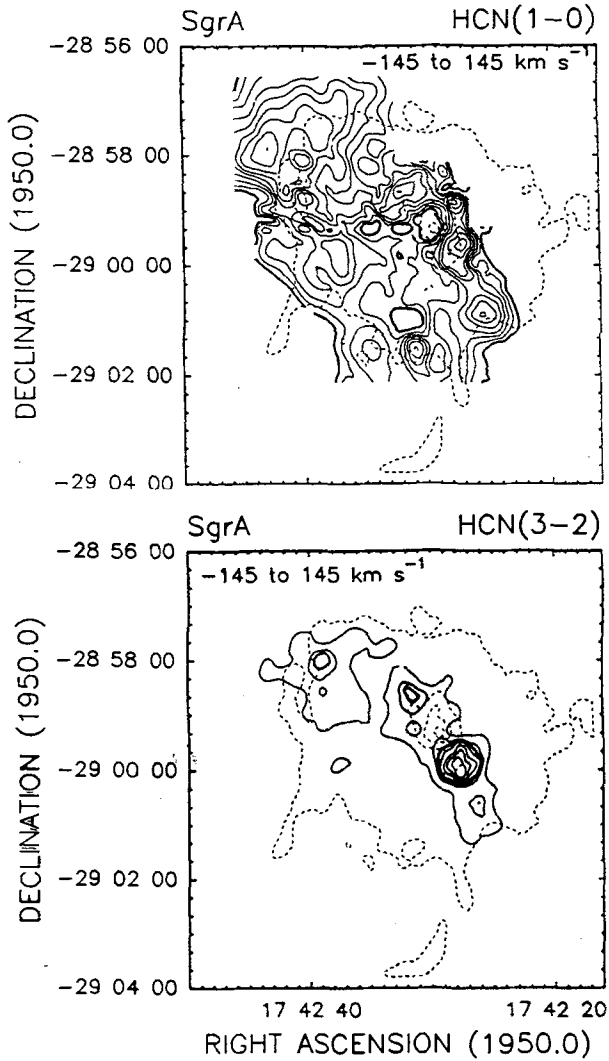 SgrA HCN(1−0)
−145 to 145 km s⁻¹
−28 56 00
−28 58 00
−29 00 00
−29 02 00
−29 04 00
DECLINATION (1950.0)
SgrA HCN(3−2)
−145 to 145 km s⁻¹
−28 56 00
−28 58 00
−29 00 00
−29 02 00
−29 04 00
DECLINATION (1950.0)
17 42 40 17 42 20
RIGHT ASCENSION (1950.0)